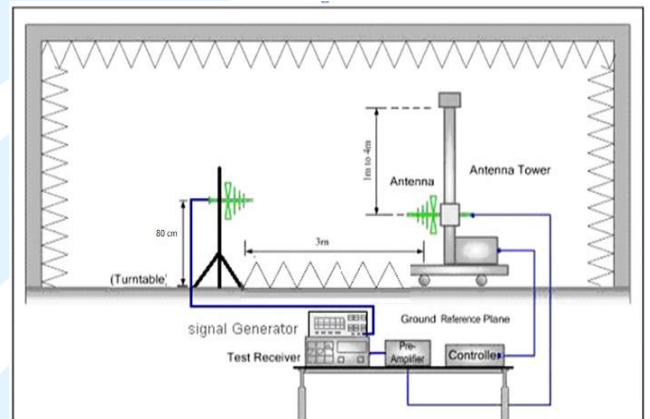 1m to 4m
Antenna
Antenna Tower
80 cm
3m
(Turntable)
signal Generator
Ground Reference Plane
Test Receiver
Pre-
Amplifier
Controller